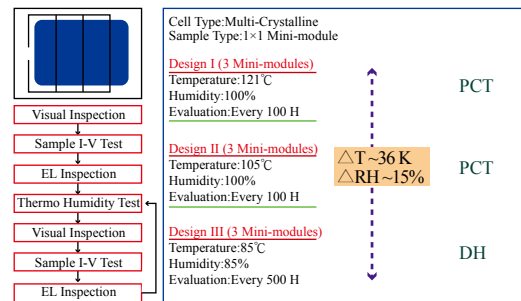 Visual Inspection
Sample I-V Test
EL Inspection
Thermo Humidity Test
Visual Inspection
Sample I-V Test
EL Inspection
Cell Type:Multi-Crystalline
Sample Type:1×1 Mini-module
Design I (3 Mini-modules)
Temperature:121℃
Humidity:100%
Evaluation:Every 100 H
PCT
Design II (3 Mini-modules)
Temperature:105℃
Humidity:100%
Evaluation:Every 100 H
PCT
△T ~36 K
△RH ~15%
Design III (3 Mini-modules)
Temperature:85℃
Humidity:85%
Evaluation:Every 500 H
DH